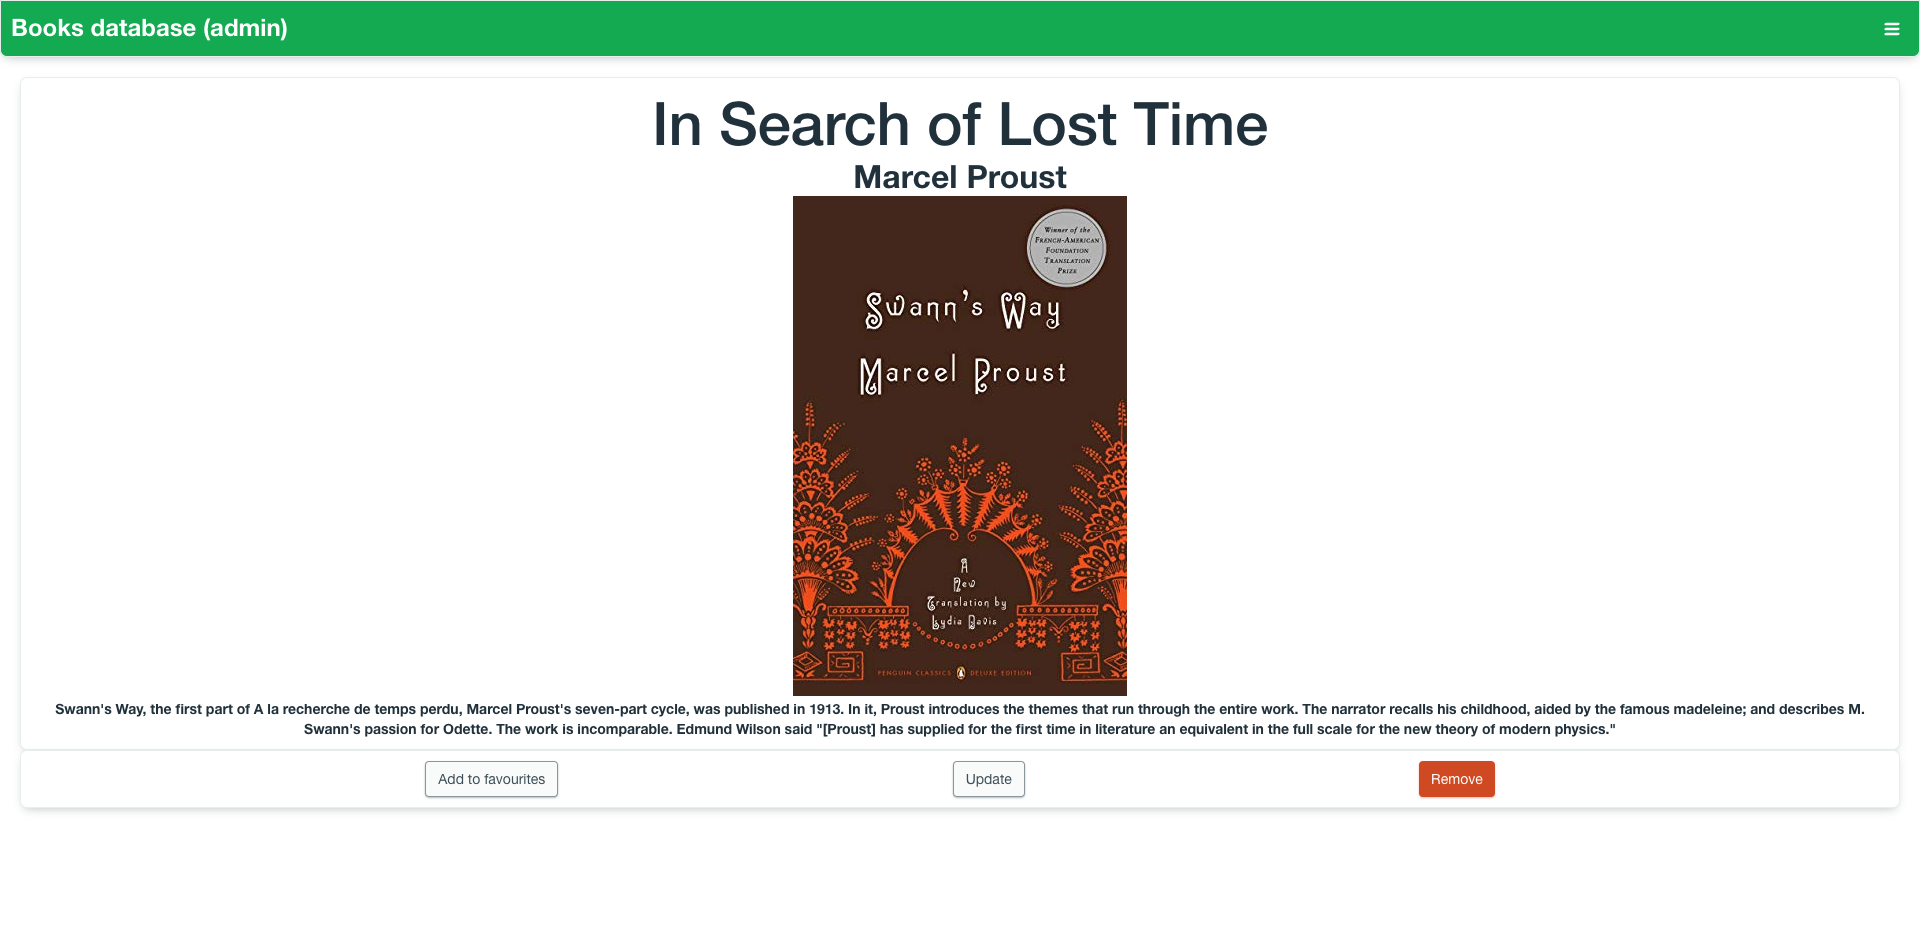 Books database (admin)
In Search of Lost Time
Marcel Proust
Winner of the
French-American
Foundation
Translation
Prize
Swann's Way
Marcel Proust
A
New
Translation by
Lydia Davis
PENGUIN CLASSICS DELUXE EDITION
Swann's Way, the first part of A la recherche de temps perdu, Marcel Proust's seven-part cycle, was published in 1913. In it, Proust introduces the themes that run through the entire work. The narrator recalls his childhood, aided by the famous madeleine; and describes M.
Swann's passion for Odette. The work is incomparable. Edmund Wilson said "[Proust] has supplied for the first time in literature an equivalent in the full scale for the new theory of modern physics."
Add to favourites
Update
Remove